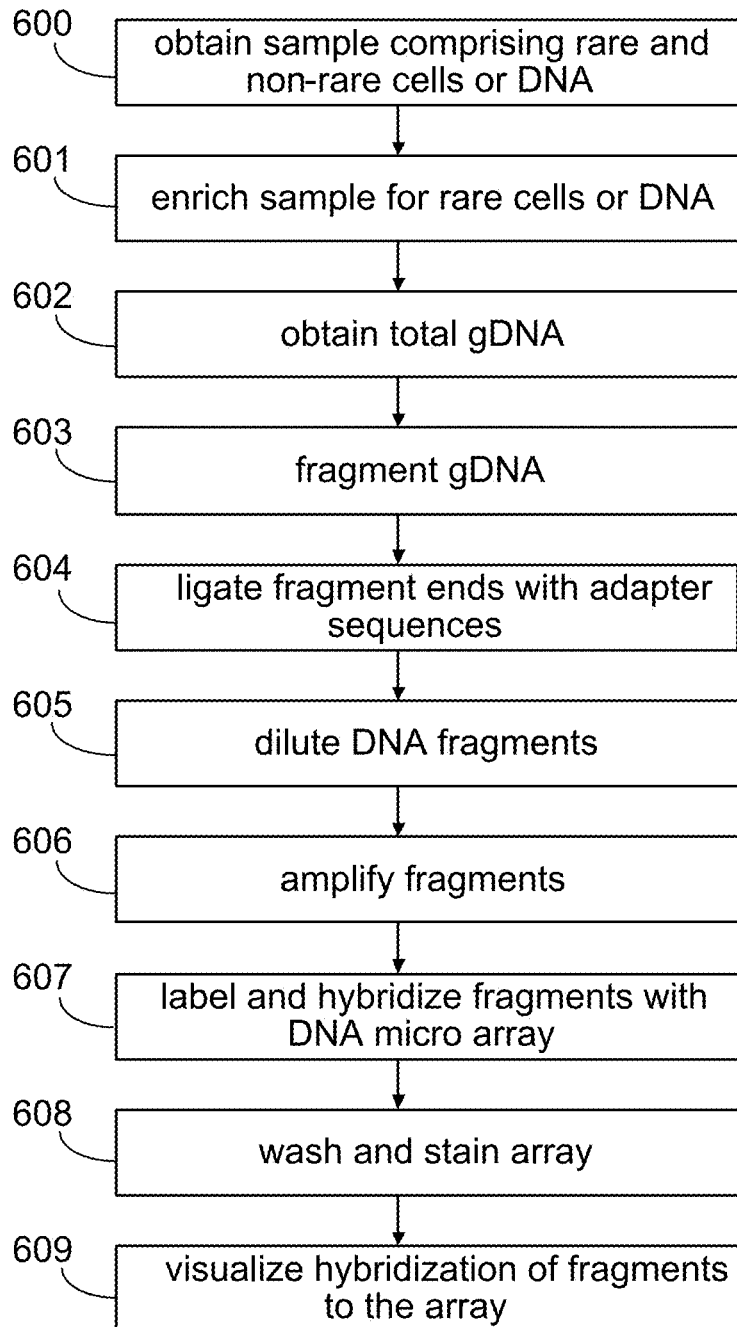 600
obtain sample comprising rare and
non-rare cells or DNA
601
enrich sample for rare cells or DNA
602
obtain total gDNA
603
fragment gDNA
604
ligate fragment ends with adapter
sequences
605
dilute DNA fragments
606
amplify fragments
607
label and hybridize fragments with
DNA micro array
608
wash and stain array
609
visualize hybridization of fragments
to the array